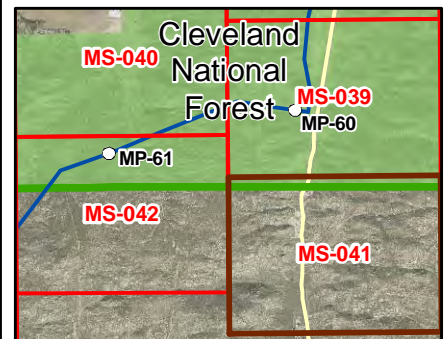 Cleveland
MS-040
National
Forest
MS-039
MP-60
MP-61
MS-042
MS-041